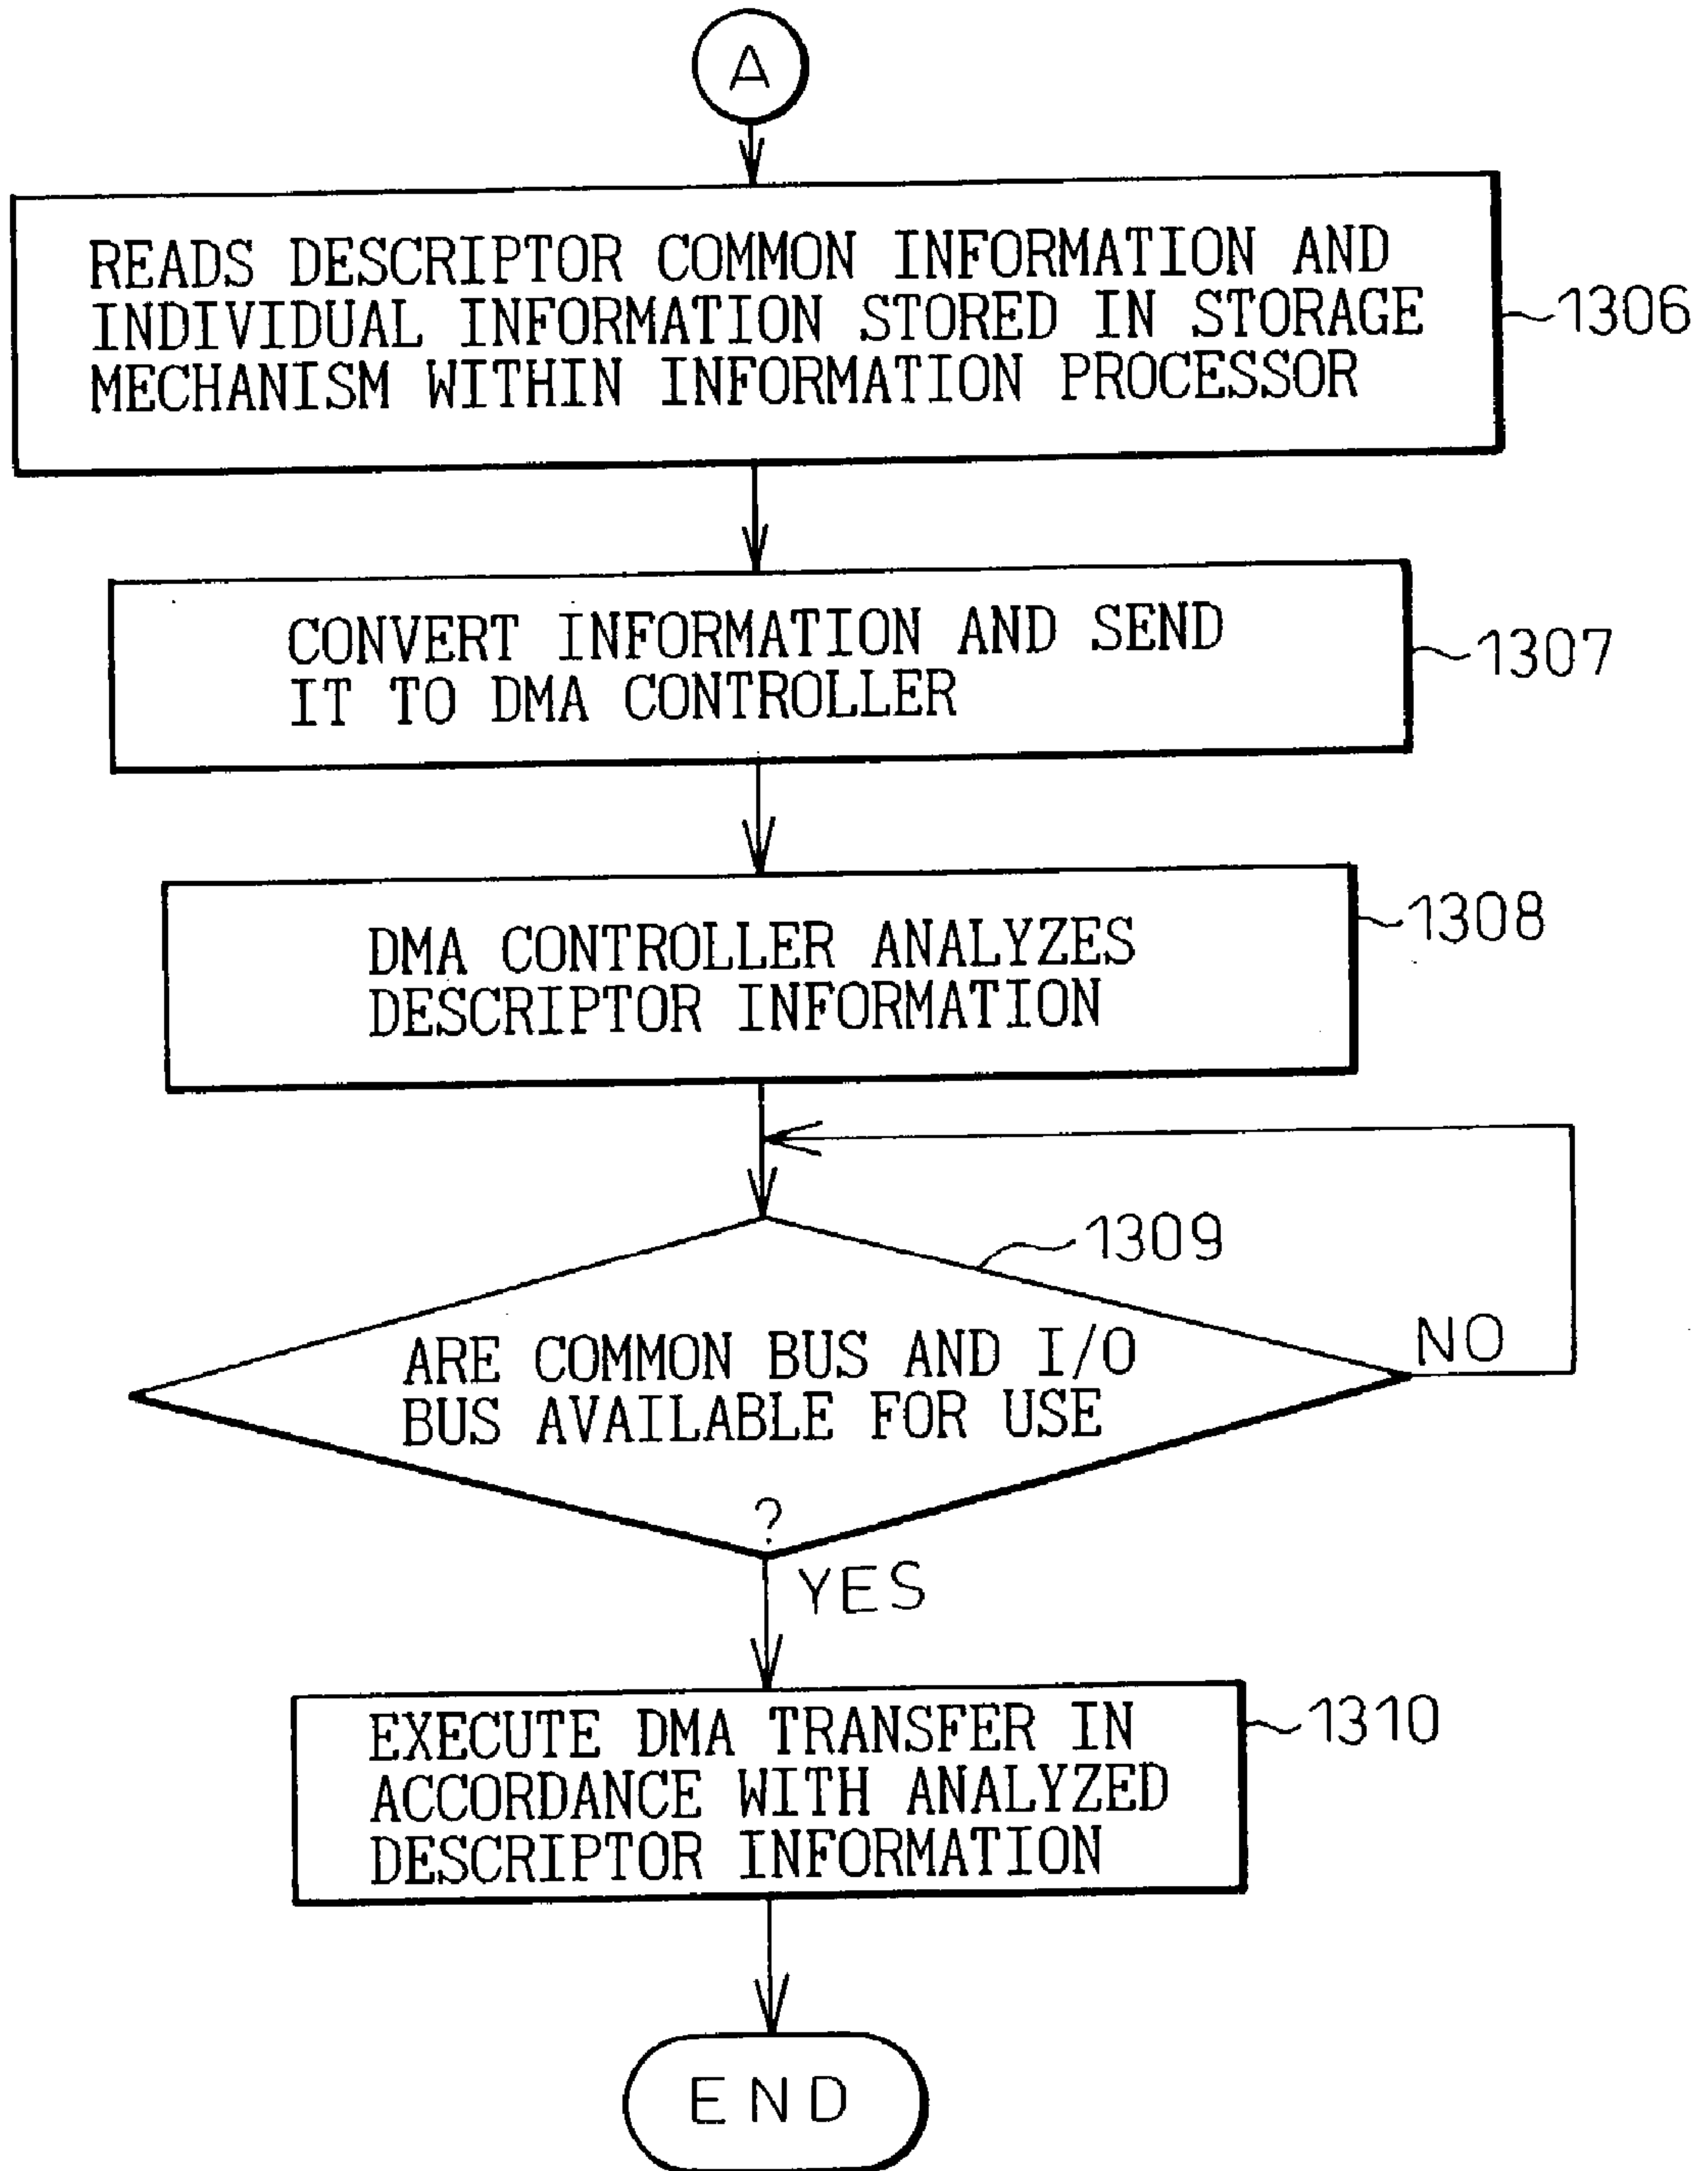 A
READS DESCRIPTOR COMMON INFORMATION AND
INDIVIDUAL INFORMATION STORED IN STORAGE
MECHANISM WITHIN INFORMATION PROCESSOR
1306
CONVERT INFORMATION AND SEND
IT TO DMA CONTROLLER
1307
DMA CONTROLLER ANALYZES
DESCRIPTOR INFORMATION
1308
1309
ARE COMMON BUS AND I/O
BUS AVAILABLE FOR USE
?
NO
YES
EXECUTE DMA TRANSFER IN
ACCORDANCE WITH ANALYZED
DESCRIPTOR INFORMATION
1310
END